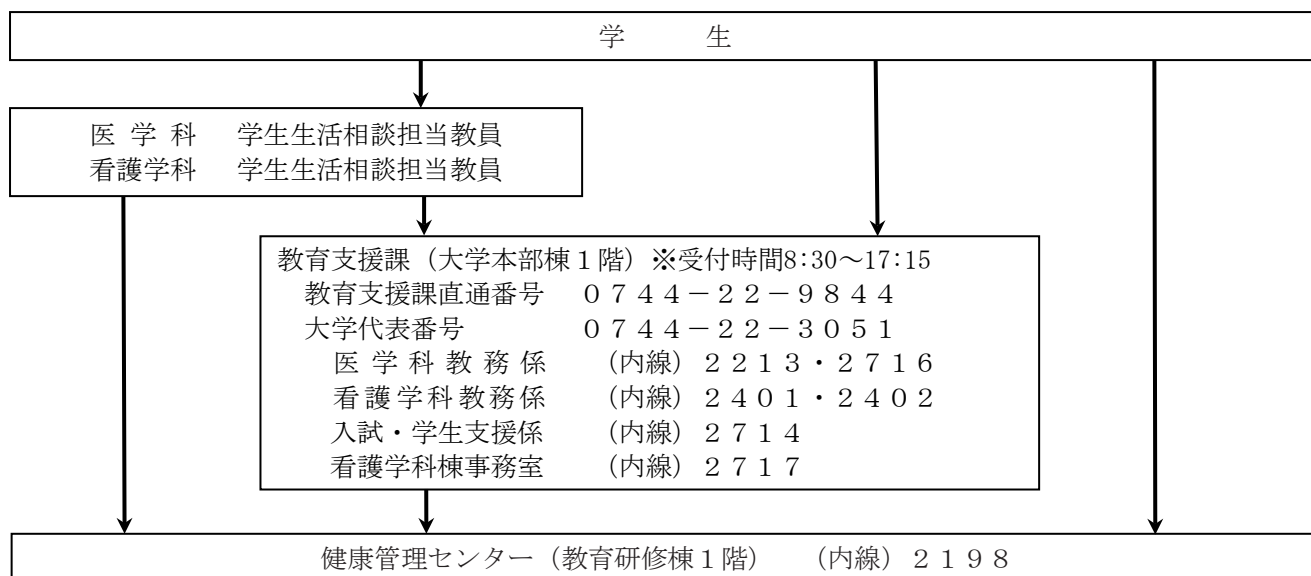 学　　　生
医 学 科　学生生活相談担当教員
看護学科　学生生活相談担当教員
教育支援課（大学本部棟１階）※受付時間8:30～17:15
教育支援課直通番号　０７４４－２２－９８４４
大学代表番号　０７４４－２２－３０５１
医 学 科 教 務 係　（内線）２２１３・２７１６
看護学科教務係　（内線）２４０１・２４０２
入試・学生支援係　（内線）２７１４
看護学科棟事務室　（内線）２７１７
健康管理センター（教育研修棟１階）　（内線）２１９８